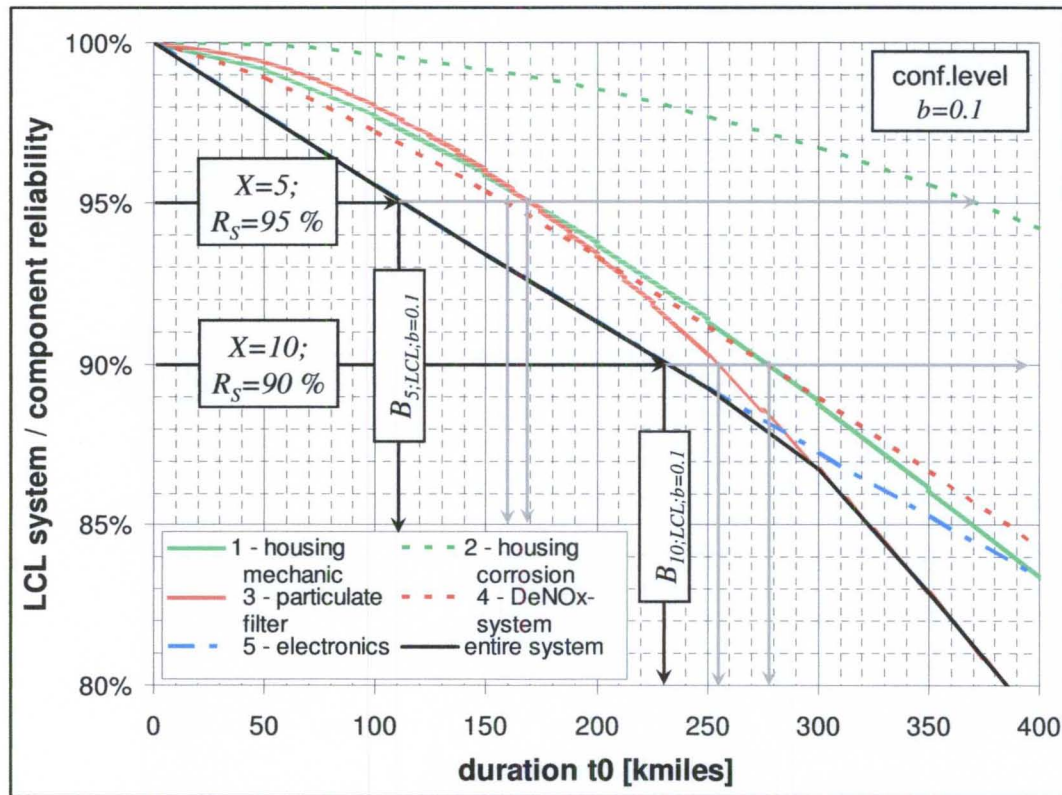 100%
95%
90%
85%
80%
LCL system / component reliability
conf.level
b=0.1
X=5;
R_S=95 %
X=10;
R_S=90 %
B_5;LCL;b=0.1
B_10;LCL;b=0.1
1 - housing mechanic
2 - housing corrosion
3 - particulate filter
4 - DeNOx-system
5 - electronics
entire system
0 50 100 150 200 250 300 350 400
duration t0 [kmiles]